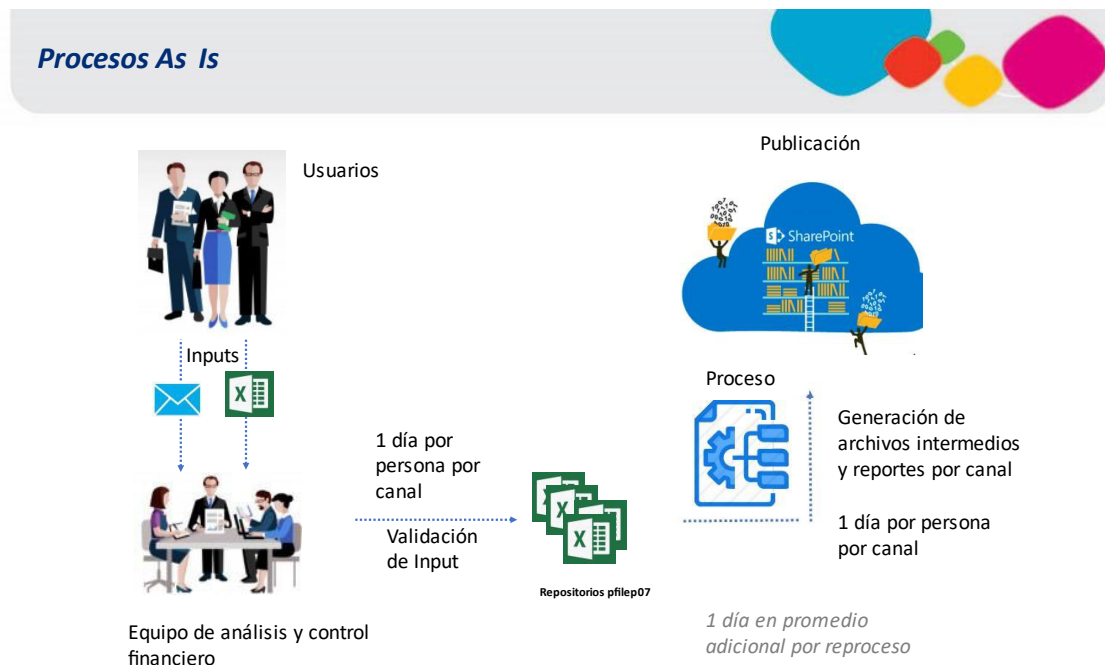 Procesos As Is
Usuarios
Inputs
Equipo de análisis y control
financiero
1 día por
persona por
canal
Validación
de Input
Repositorios pfilep07
Publicación
SharePoint
Proceso
Generación de
archivos intermedios
y reportes por canal
1 día por persona
por canal
1 día en promedio
adicional por reproceso